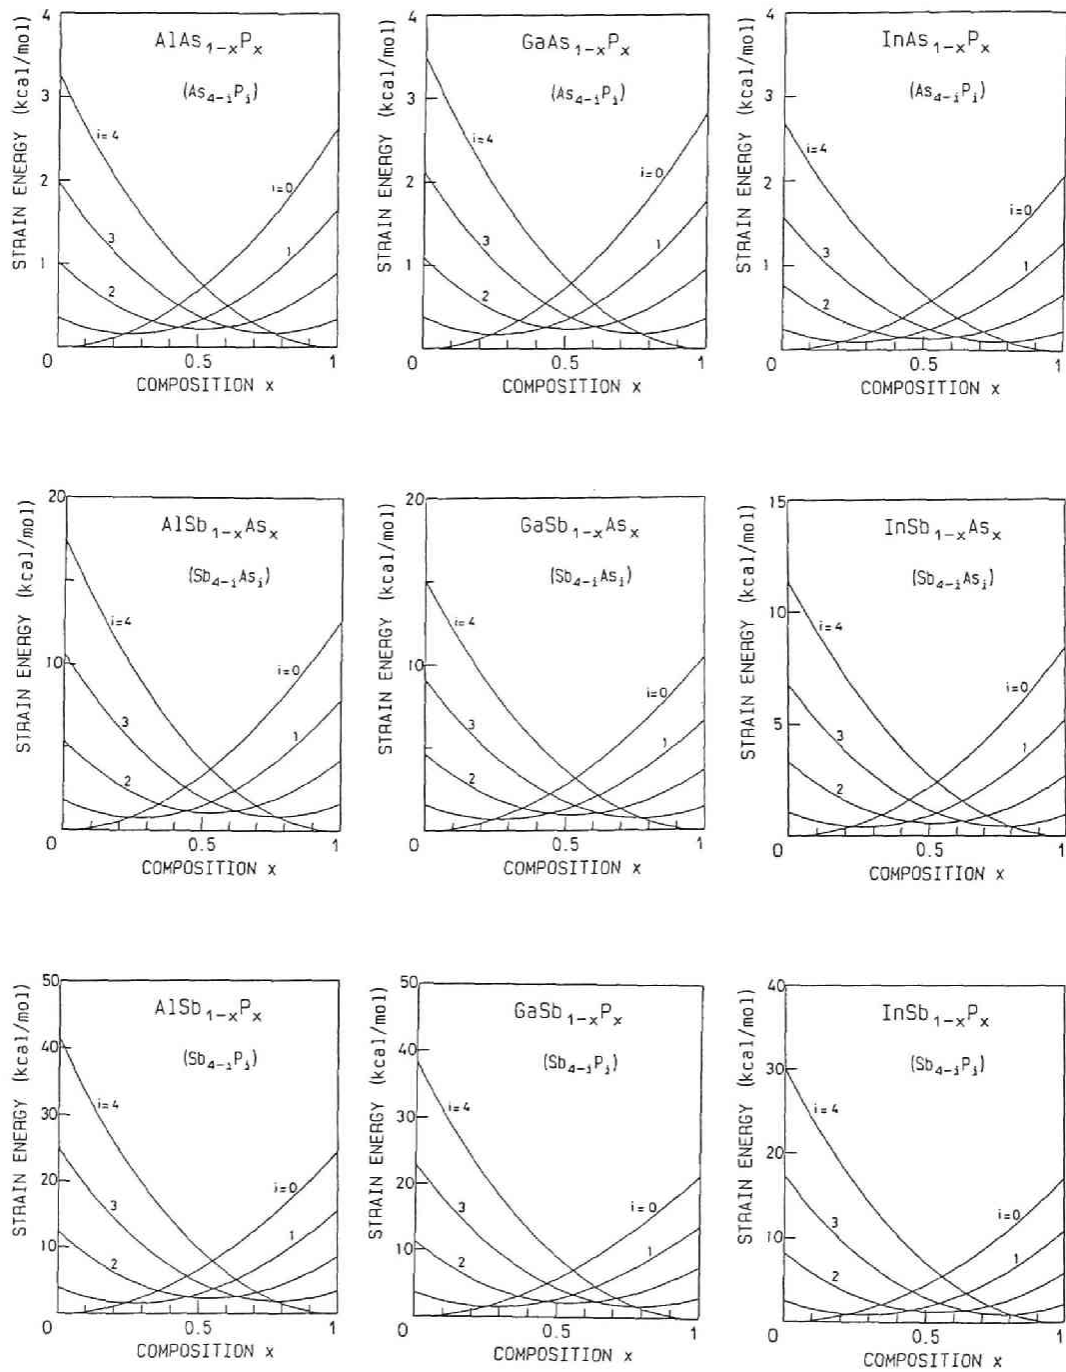 AlAs1-xPx
(As4-iPi)
STRAIN ENERGY (kcal/mol)
4
3
2
1
i=4
i=0
3
1
2
0
0.5
1
COMPOSITION x
GaAs1-xPx
(As4-iPi)
STRAIN ENERGY (kcal/mol)
4
3
2
1
i=4
i=0
3
1
2
0
0.5
1
COMPOSITION x
InAs1-xPx
(As4-iPi)
STRAIN ENERGY (kcal/mol)
4
3
2
1
i=4
i=0
3
1
2
0
0.5
1
COMPOSITION x
AlSb1-xAsx
(Sb4-iAsi)
STRAIN ENERGY (kcal/mol)
20
10
i=4
i=0
3
1
2
0
0.5
1
COMPOSITION x
GaSb1-xAsx
(Sb4-iAsi)
STRAIN ENERGY (kcal/mol)
20
10
i=4
i=0
3
1
2
0
0.5
1
COMPOSITION x
InSb1-xAsx
(Sb4-iAsi)
STRAIN ENERGY (kcal/mol)
15
10
5
i=4
i=0
3
1
2
0
0.5
1
COMPOSITION x
AlSb1-xPx
(Sb4-iPi)
STRAIN ENERGY (kcal/mol)
50
40
30
20
10
i=4
i=0
3
1
2
0
0.5
1
COMPOSITION x
GaSb1-xPx
(Sb4-iPi)
STRAIN ENERGY (kcal/mol)
50
40
30
20
10
i=4
i=0
3
1
2
0
0.5
1
COMPOSITION x
InSb1-xPx
(Sb4-iPi)
STRAIN ENERGY (kcal/mol)
40
30
20
10
i=4
i=0
3
1
2
0
0.5
1
COMPOSITION x